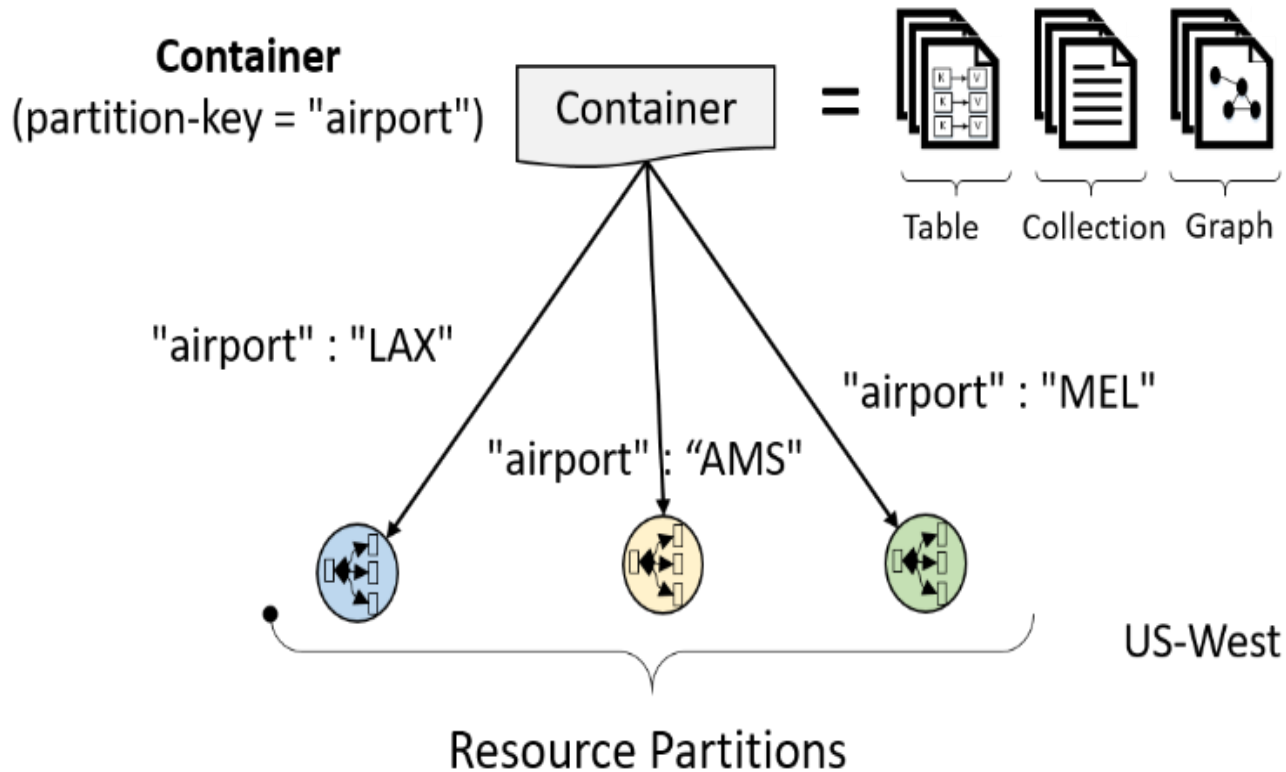 Container
(partition-key = "airport")
Container
=
K V
K V
K V
Table
Collection
Graph
"airport" : "LAX"
"airport" : "MEL"
"airport" : “AMS"
US-West
Resource Partitions